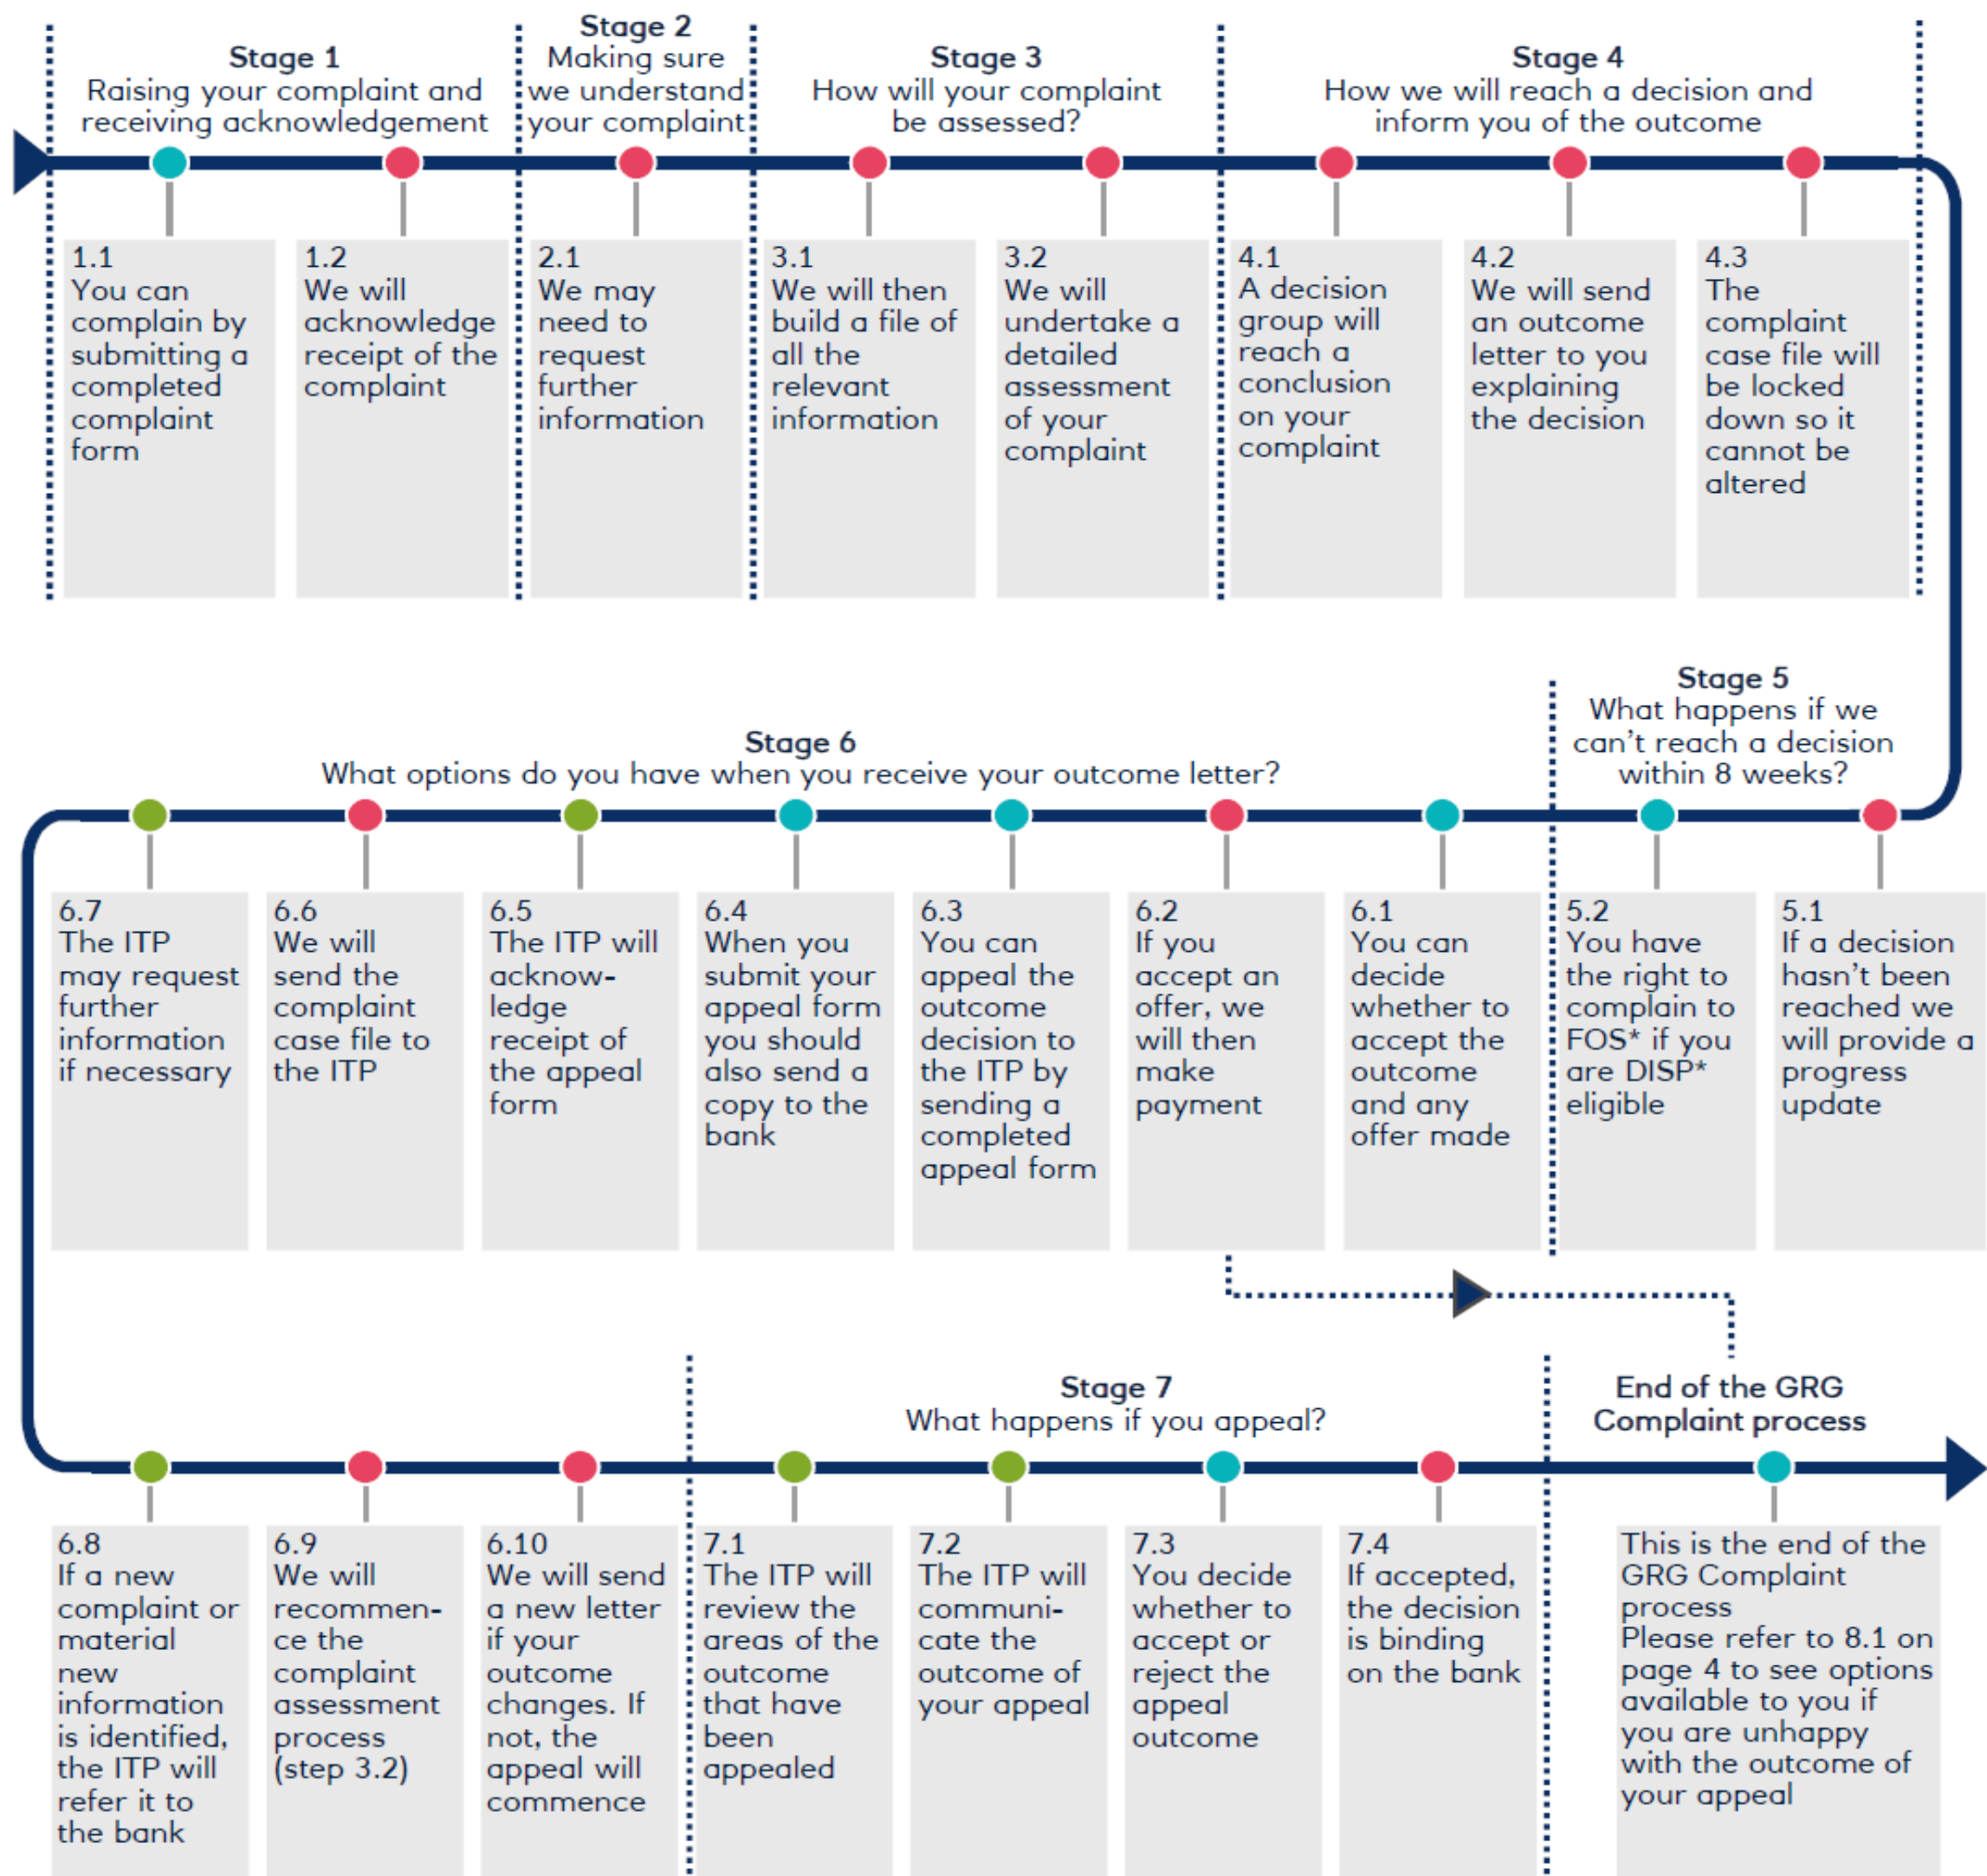 Stage 1
Raising your complaint and
receiving acknowledgement
Stage 2
Making sure
we understand
your complaint
Stage 3
How will your complaint
be assessed?
Stage 4
How we will reach a decision and
inform you of the outcome
1.1
You can
complain by
submitting a
completed
complaint
form
1.2
We will
acknowledge
receipt of the
complaint
2.1
We may
need to
request
further
information
3.1
We will then
build a file of
all the
relevant
information
3.2
We will
undertake a
detailed
assessment
of your
complaint
4.1
A decision
group will
reach a
conclusion
on your
complaint
4.2
We will send
an outcome
letter to you
explaining
the decision
4.3
The
complaint
case file will
be locked
down so it
cannot be
altered
Stage 5
What happens if we
can't reach a decision
within 8 weeks?
5.1
If a decision
hasn't been
reached we
will provide a
progress
update
5.2
You have
the right to
complain to
FOS* if you
are DISP*
eligible
Stage 6
What options do you have when you receive your outcome letter?
6.1
You can
decide
whether to
accept the
outcome
and any
offer made
6.2
If you
accept an
offer, we
will then
make
payment
6.3
You can
appeal the
outcome
decision to
the ITP by
sending a
completed
appeal form
6.4
When you
submit your
appeal form
you should
also send a
copy to the
bank
6.5
The ITP will
acknow-
ledge
receipt of
the appeal
form
6.6
We will
send the
complaint
case file to
the ITP
6.7
The ITP
may request
further
information
if necessary
6.8
If a new
complaint or
material
new
information
is identified,
the ITP will
refer it to
the bank
6.9
We will
recommen-
ce the
complaint
assessment
process
(step 3.2)
6.10
We will send
a new letter
if your
outcome
changes. If
not, the
appeal will
commence
Stage 7
What happens if you appeal?
7.1
The ITP will
review the
areas of the
outcome
that have
been
appealed
7.2
The ITP will
communi-
cate the
outcome of
your appeal
7.3
You decide
whether to
accept or
reject the
appeal
outcome
7.4
If accepted,
the decision
is binding
on the bank
End of the GRG
Complaint process
This is the end of the
GRG Complaint
process
Please refer to 8.1 on
page 4 to see options
available to you if
you are unhappy
with the outcome of
your appeal